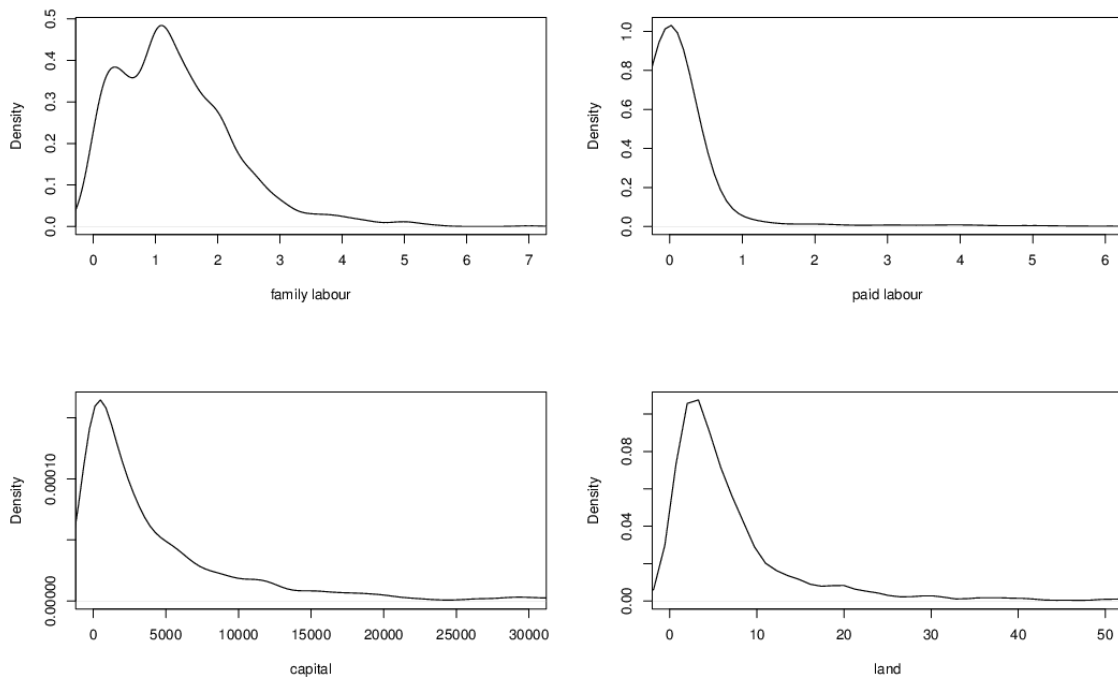 Density
0.0 0.1 0.2 0.3 0.4 0.5
0 1 2 3 4 5 6 7
family labour
Density
0.0 0.2 0.4 0.6 0.8 1.0
0 1 2 3 4 5 6
paid labour
Density
0.00000 0.00010
0 5000 10000 15000 20000 25000 30000
capital
Density
0.00 0.04 0.08
0 10 20 30 40 50
land